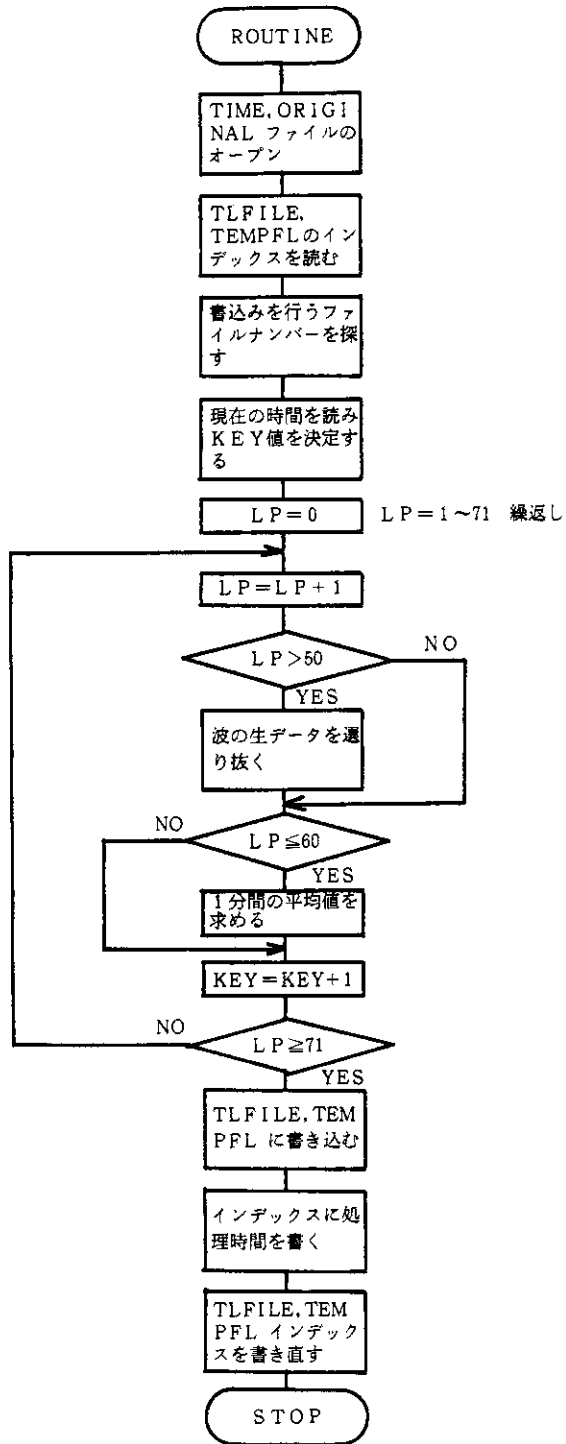 ROUTINE
TIME,ORIGI
NAL ファイルの
オープン
TLFILE,
TEMPFLのイン
デックスを読む
書込みを行うファ
イルナンバーを探
す
現在の時間を読み
KEY値を決定す
る
LP=0 LP=1~71 繰返し
LP=LP+1
LP>50 NO
YES
波の生データを選
り抜く
NO LP≦60
YES
1分間の平均値を
求める
KEY=KEY+1
NO LP≧71
YES
TLFILE,TEM
PFL に書き込む
インデックスに処
理時間を書く
TLFILE,TEM
PFL インデック
スを書き直す
STOP